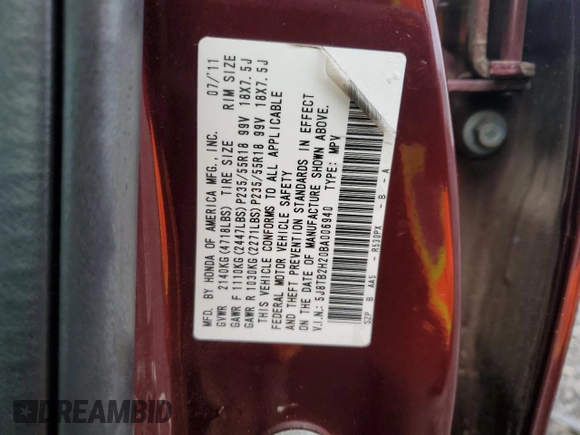 MFD. BY HONDA OF AMERICA MFG., INC. 07/'11
GVWR 2140KG(4718LBS) TIRE SIZE RIM SIZE
GAWR F 1110KG(2447LBS)P235/55R18 99V 18X7.5J
GAWR R 1030KG(2271LBS)P235/55R18 99V 18X7.5J
THIS VEHICLE CONFORMS TO ALL APPLICABLE
FEDERAL MOTOR VEHICLE SAFETY
AND THEFT PREVENTION STANDARDS IN EFFECT
ON THE DATE OF MANUFACTURE SHOWN ABOVE.
V.I.N.: 5J8TB2H20BA006940 TYPE: MPV
SZP B AA5 - R530PX - B - A
DREAMBID